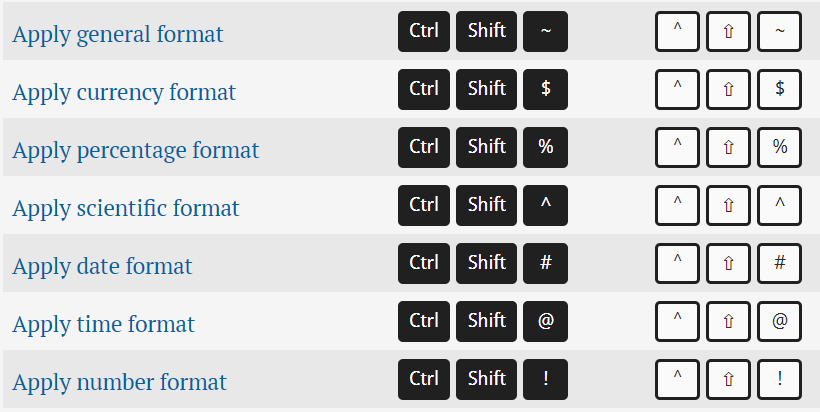 Apply general format Ctrl Shift ~ ^ ⇧ ~
Apply currency format Ctrl Shift $ ^ ⇧ $
Apply percentage format Ctrl Shift % ^ ⇧ %
Apply scientific format Ctrl Shift ^ ^ ⇧ ^
Apply date format Ctrl Shift # ^ ⇧ #
Apply time format Ctrl Shift @ ^ ⇧ @
Apply number format Ctrl Shift ! ^ ⇧ !